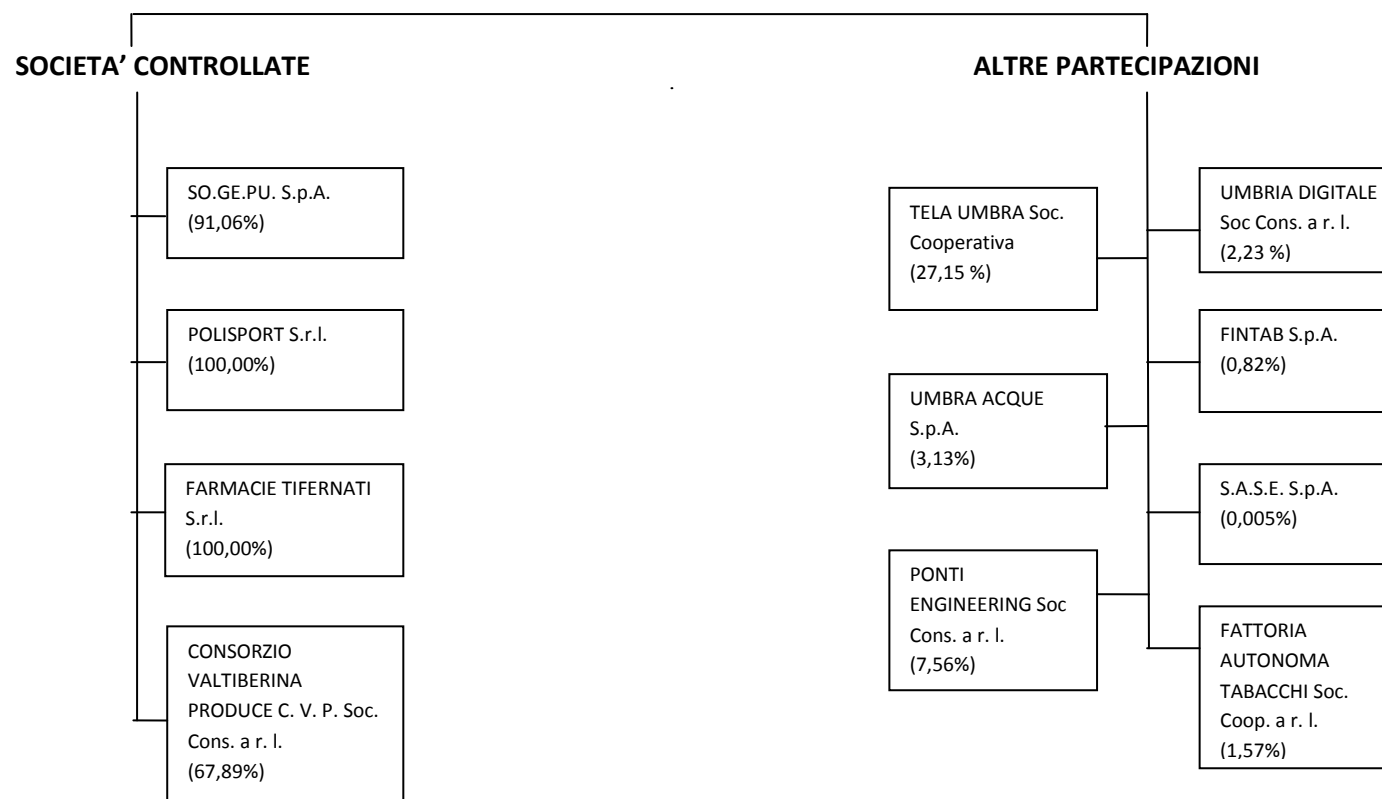 SOCIETA’ CONTROLLATE
ALTRE PARTECIPAZIONI
.
SO.GE.PU. S.p.A.
(91,06%)
POLISPORT S.r.l.
(100,00%)
FARMACIE TIFERNATI
S.r.l.
(100,00%)
CONSORZIO
VALTIBERINA
PRODUCE C. V. P. Soc.
Cons. a r. l.
(67,89%)
TELA UMBRA Soc.
Cooperativa
(27,15 %)
UMBRA ACQUE
S.p.A.
(3,13%)
PONTI
ENGINEERING Soc
Cons. a r. l.
(7,56%)
UMBRIA DIGITALE
Soc Cons. a r. l.
(2,23 %)
FINTAB S.p.A.
(0,82%)
S.A.S.E. S.p.A.
(0,005%)
FATTORIA
AUTONOMA
TABACCHI Soc.
Coop. a r. l.
(1,57%)